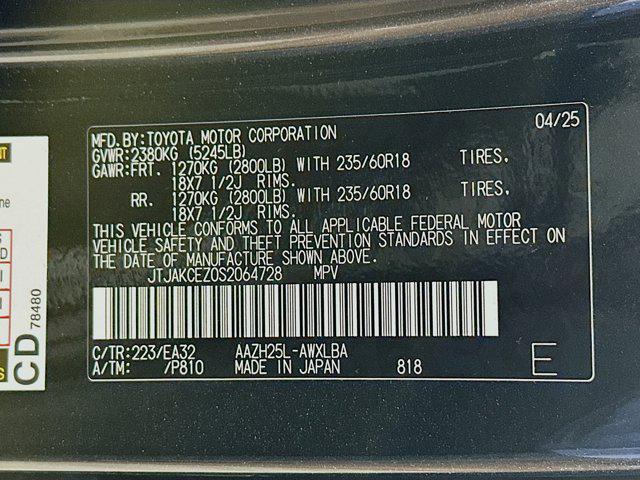 04/25
MFD.BY:TOYOTA MOTOR CORPORATION
GVWR:2380KG (5245LB)
GAWR:FRT. 1270KG (2800LB) WITH 235/60R18 TIRES,
18X7 1/2J RIMS.
RR. 1270KG (2800LB) WITH 235/60R18 TIRES,
18X7 1/2J RIMS.
THIS VEHICLE CONFORMS TO ALL APPLICABLE FEDERAL MOTOR
VEHICLE SAFETY AND THEFT PREVENTION STANDARDS IN EFFECT ON
THE DATE OF MANUFACTURE SHOWN ABOVE.
JTJAKCEZ0S2064728 MPV
C/TR:223/EA32 AAZH25L-AWXLBA
A/TM: /P810 MADE IN JAPAN 818 E
CD 78480